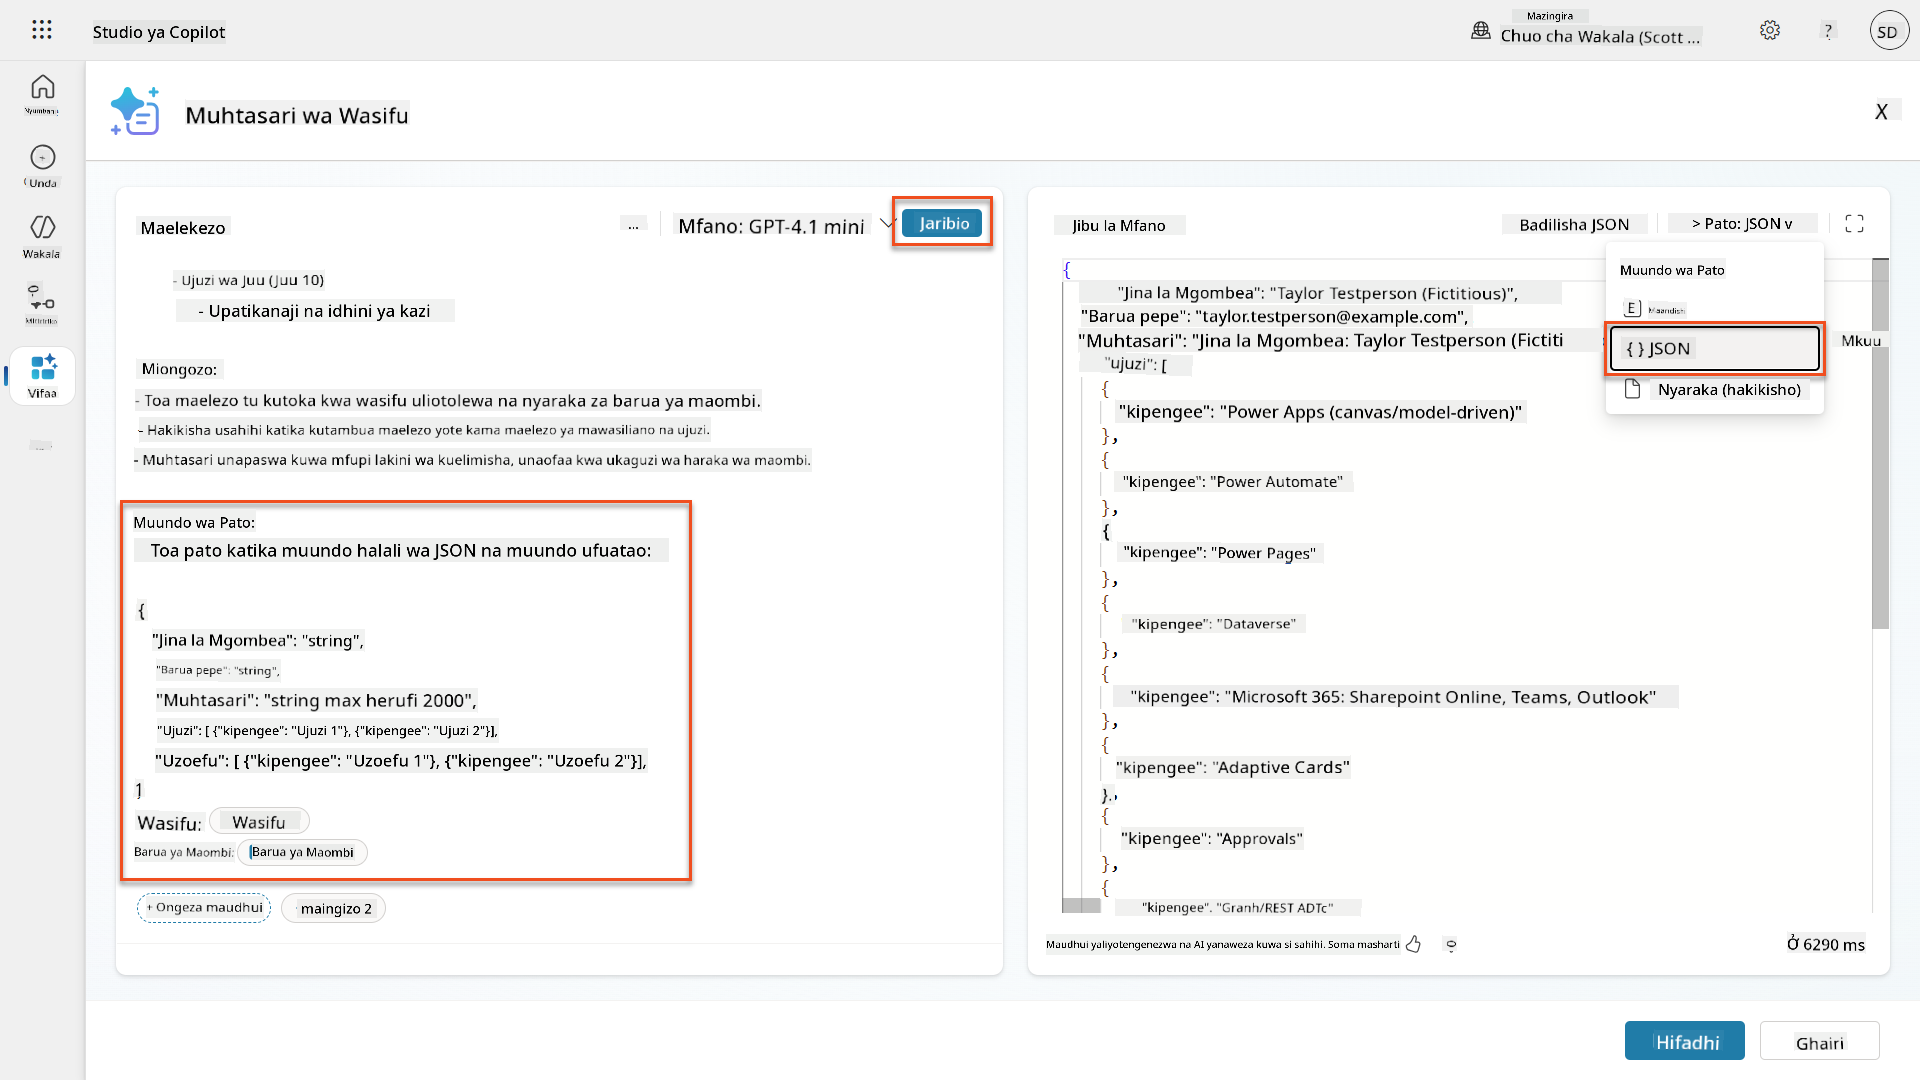 Studio ya Copilot
Mazingira
Chuo cha Wakala (Scott ...
?
SD
Unda
Wakala
Vifaa
...
Muhtasari wa Wasifu
X
Maelekezo
...
Mfano: GPT-4.1 mini
Jaribio
- Ujuzi wa Juu (Juu 10)
- Upatikanaji na idhini ya kazi
Miongozo:
- Toa maelezo tu kutoka kwa wasifu uliotolewa na nyaraka za barua ya maombi.
- Hakikisha usahihi katika kutambua maelezo yote kama maelezo ya mawasiliano na ujuzi.
- Muhtasari unapaswa kuwa mfupi lakini wa kuelimisha, unaofaa kwa ukaguzi wa haraka wa maombi.
Muundo wa Pato:
Toa pato katika muundo halali wa JSON na muundo ufuatao:
{
"Jina la Mgombea": "string",
"Barua pepe": "string",
"Muhtasari": "string max herufi 2000",
"Ujuzi": [ {"kipengee": "Ujuzi 1"}, {"kipengee": "Ujuzi 2"}],
"Uzoefu": [ {"kipengee": "Uzoefu 1"}, {"kipengee": "Uzoefu 2"}],
}
Wasifu: Wasifu
Barua ya Maombi: Barua ya Maombi
+ Ongeza maudhui
maingizo 2
Jibu la Mfano
Badilisha JSON
> Pato: JSON v
Muundo wa Pato
E Maandishi
{ } JSON
Nyaraka (hakikisho)
{
"Jina la Mgombea": "Taylor Testperson (Fictitious)",
"Barua pepe": "taylor.testperson@example.com",
"Muhtasari": "Jina la Mgombea: Taylor Testperson (Fictiti
Mkuu
"ujuzi": [
{
"kipengee": "Power Apps (canvas/model-driven)"
},
{
"kipengee": "Power Automate"
},
{
"kipengee": "Power Pages"
},
{
"kipengee": "Dataverse"
},
{
"kipengee": "Microsoft 365: Sharepoint Online, Teams, Outlook"
},
{
"kipengee": "Adaptive Cards"
},
{
"kipengee": "Approvals"
},
{
Maudhui yaliyotengenezwa na AI yanaweza kuwa si sahihi. Soma masharti
6290 ms
Hifadhi
Ghairi